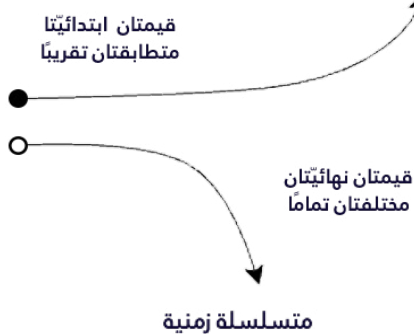 قيمتان ابتدائيّتا
متطابقتان تقريبًا
قيمتان نهائيّتان
مختلفتان تمامًا
متسلسلة زمنية